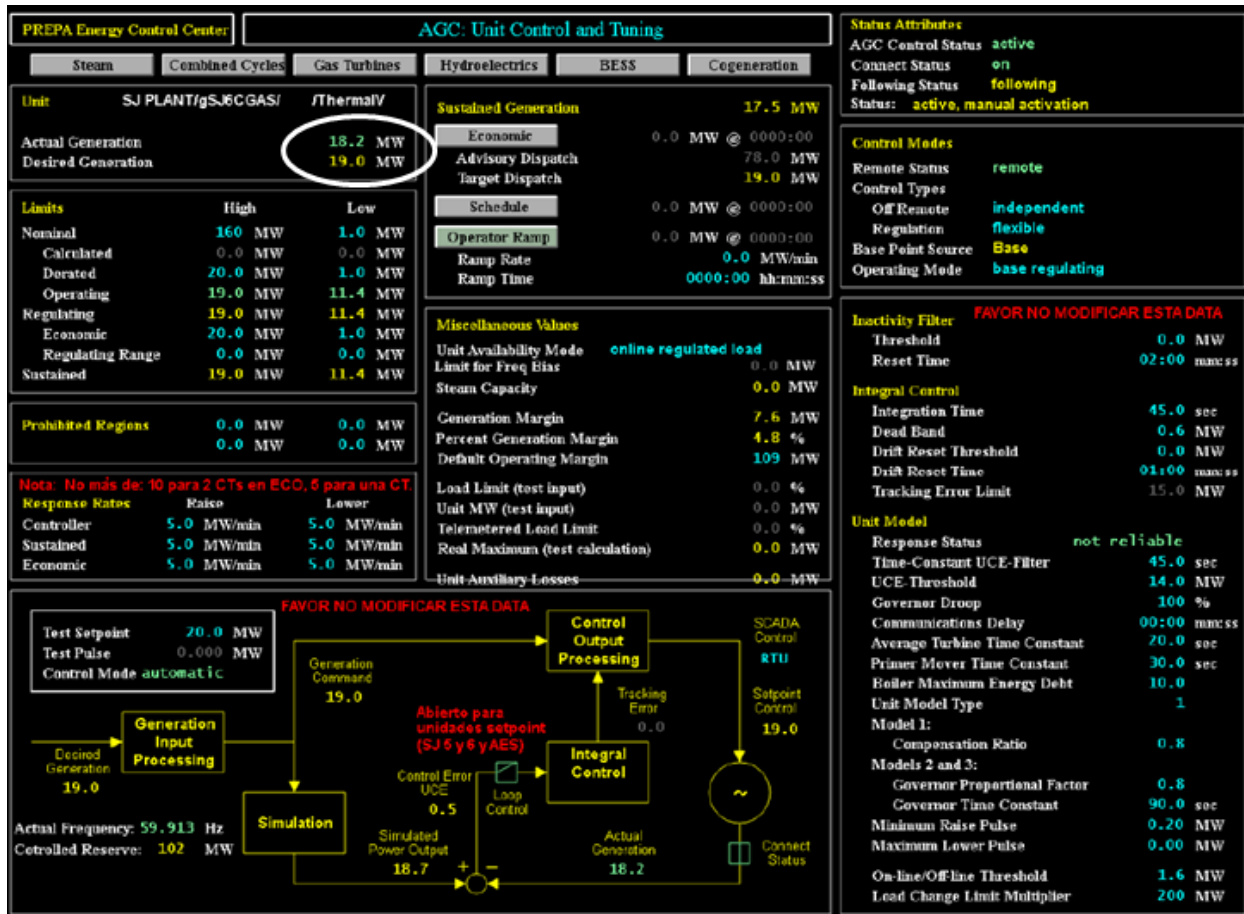 PREPA Energy Control Center
AGC: Unit Control and Tuning
Steam Combined Cycles Gas Turbines Hydroelectrics BESS Cogeneration
Unit SJ PLANT/gSJ6CGAS/ /ThermalV
Actual Generation 18.2 MW
Desired Generation 19.0 MW
Limits High Low
Nominal 160 MW 1.0 MW
Calculated 0.0 MW 0.0 MW
Derated 20.0 MW 1.0 MW
Operating 19.0 MW 11.4 MW
Regulating 19.0 MW 11.4 MW
Economic 20.0 MW 1.0 MW
Regulating Range 0.0 MW 0.0 MW
Sustained 19.0 MW 11.4 MW
Prohibited Regions 0.0 MW 0.0 MW
0.0 MW 0.0 MW
Nota: No más de: 10 para 2 CTs en ECO, 5 para una CT.
Response Rates Raise Lower
Controller 5.0 MW/min 5.0 MW/min
Sustained 5.0 MW/min 5.0 MW/min
Economic 5.0 MW/min 5.0 MW/min
Sustained Generation 17.5 MW
Economic 0.0 MW @ 0000:00
Advisory Dispatch 78.0 MW
Target Dispatch 19.0 MW
Schedule 0.0 MW @ 0000:00
Operator Ramp 0.0 MW @ 0000:00
Ramp Rate 0.0 MW/min
Ramp Time 0000:00 hh:mm:ss
Miscellaneous Values
Unit Availability Mode online regulated load
Limit for Freq Bias 0.0 MW
Steam Capacity 0.0 MW
Generation Margin 7.6 MW
Percent Generation Margin 4.8 %
Default Operating Margin 109 MW
Load Limit (test input) 0.0 %
Unit MW (test input) 0.0 MW
Telemetered Load Limit 0.0 %
Real Maximum (test calculation) 0.0 MW
Unit Auxiliary Losses 0.0 MW
Status Attributes
AGC Control Status active
Connect Status on
Following Status following
Status: active, manual activation
Control Modes
Remote Status remote
Control Types
Off Remote independent
Regulation flexible
Base Point Source Base
Operating Mode base regulating
Inactivity Filter FAVOR NO MODIFICAR ESTA DATA
Threshold 0.0 MW
Reset Time 02:00 mm:ss
Integral Control
Integration Time 45.0 sec
Dead Band 0.6 MW
Drift Reset Threshold 0.0 MW
Drift Reset Time 01:00 mm:ss
Tracking Error Limit 15.0 MW
Unit Model
Response Status not reliable
Time-Constant UCE-Filter 45.0 sec
UCE-Threshold 14.0 MW
Governor Droop 100 %
Communications Delay 00:00 mm:ss
Average Turbine Time Constant 20.0 sec
Primer Mover Time Constant 30.0 sec
Boiler Maximum Energy Debt 10.0
Unit Model Type 1
Model 1:
Compensation Ratio 0.8
Models 2 and 3:
Governor Proportional Factor 0.8
Governor Time Constant 90.0 sec
Minimum Raise Pulse 0.20 MW
Maximum Lower Pulse 0.00 MW
On-line/Off-line Threshold 1.6 MW
Load Change Limit Multiplier 200 MW
FAVOR NO MODIFICAR ESTA DATA
Test Setpoint 20.0 MW
Test Pulse 0.000 MW
Control Mode automatic
Generation
Command
19.0
Control
Output
Processing
SCADA
Control
RTU
Tracking
Error
0.0
Setpoint
Control
19.0
Abierto para
unidades setpoint
(SJ 5 y 6 y AES)
Generation
Input
Processing
Desired
Generation
19.0
Integral
Control
Control Error
UCE
0.5
Loop
Control
~
Simulation
Actual Frequency: 59.913 Hz
Cotrolled Reserve: 102 MW
Simulated
Power Output
18.7
+ -
Actual
Generation
18.2
Connect
Status